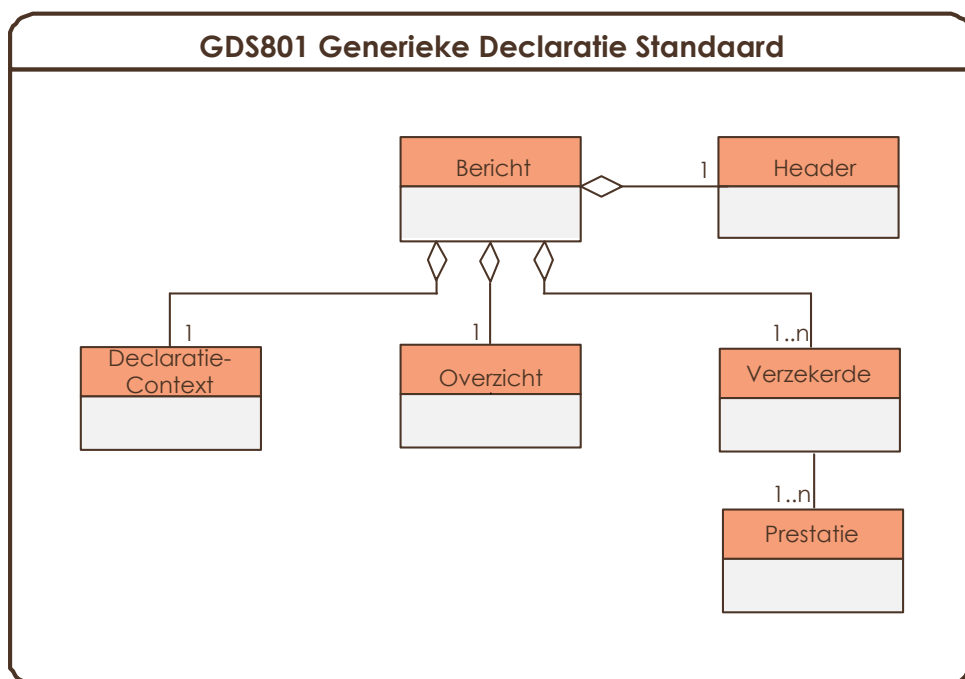 GDS801 Generieke Declaratie Standaard
Bericht
1
Header
1
Declaratie-
Context
1
Overzicht
1..n
Verzekerde
1..n
Prestatie